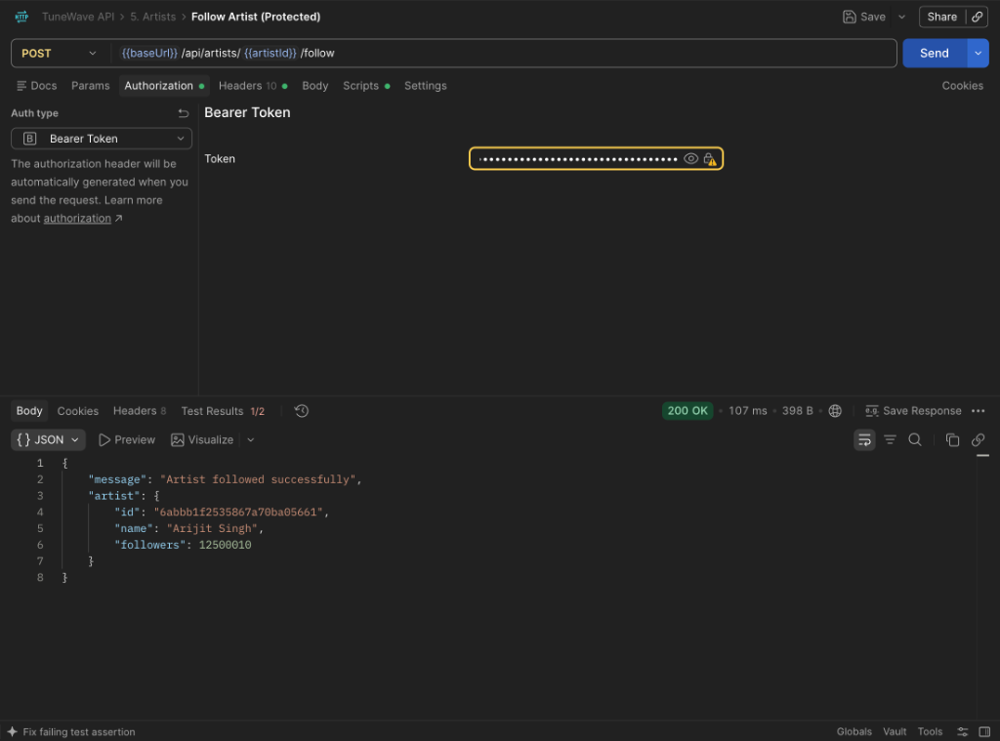 HTTP TuneWave API > 5. Artists > Follow Artist (Protected) Save Share
POST {{baseUrl}} /api/artists/ {{artistId}} /follow Send
Docs Params Authorization Headers 10 Body Scripts Settings Cookies
Auth type
Bearer Token
B Bearer Token
Token
The authorization header will be
automatically generated when you
send the request. Learn more
about authorization ↗
Body Cookies Headers 8 Test Results 1/2 200 OK • 107 ms • 398 B • e.g. Save Response
{} JSON Preview Visualize
1 {
2 "message": "Artist followed successfully",
3 "artist": {
4 "id": "6abbb1f2535867a70ba05661",
5 "name": "Arijit Singh",
6 "followers": 12500010
7 }
8 }
Fix failing test assertion Globals Vault Tools